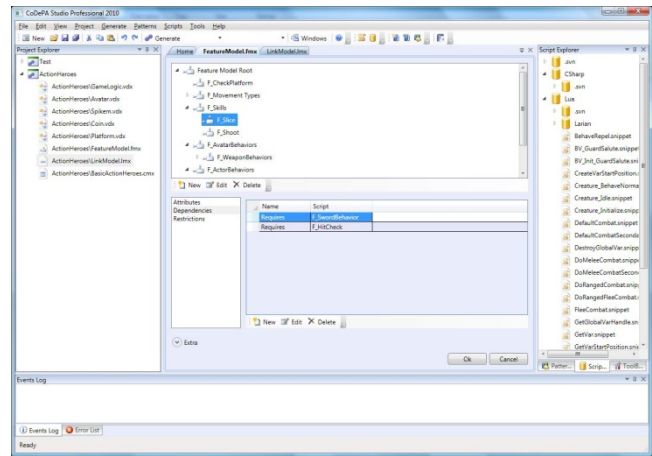 CoDePA Studio Professional 2010
File Edit View Project Generate Patterns Scripts Tools Help
New Generate Windows
Project Explorer
Test
ActionHeroes
ActionHeroes\GameLogic.vdx
ActionHeroes\Avatar.vdx
ActionHeroes\Spikem.vdx
ActionHeroes\Coin.vdx
ActionHeroes\Platform.vdx
ActionHeroes\FeatureModel.fmx
ActionHeroes\LinkModel.lmx
ActionHeroes\BasicActionHeroes.cmx
Home FeatureModel.fmx LinkModel.lmx
Feature Model Root
F_CheckPlatform
F_Movement Types
F_Skills
F_Slice
F_Shoot
F_AvatarBehaviors
F_WeaponBehaviors
F_ActorBehaviors
New Edit Delete
Attributes
Dependencies
Restrictions
Name Script
Requires F_SwordBehavior
Requires F_HitCheck
New Edit Delete
Extra
Ok Cancel
Script Explorer
.svn
CSharp
.svn
Lua
.svn
Larian
BehaveRepel.snippet
BV_GuardSalute.snippet
BV_Init_GuardSalute.sni
CreateVarStartPosition.s
Creature_BehaveNorma
Creature_Idle.snippet
Creature_Initialize.snipp
DefaultCombat.snippet
DefaultCombatSeconda
DestroyGlobalVar.snipp
DoMeleeCombat.snipp
DoMeleeCombatSecon
DoRangedCombat.snip
DoRangedFleeCombat.
FleeCombat.snippet
GetGlobalVarHandle.sn
GetVar.snippet
GetVarStartPosition.snip
Patter... Scrip... ToolB...
Events Log
Events Log Error List
Ready